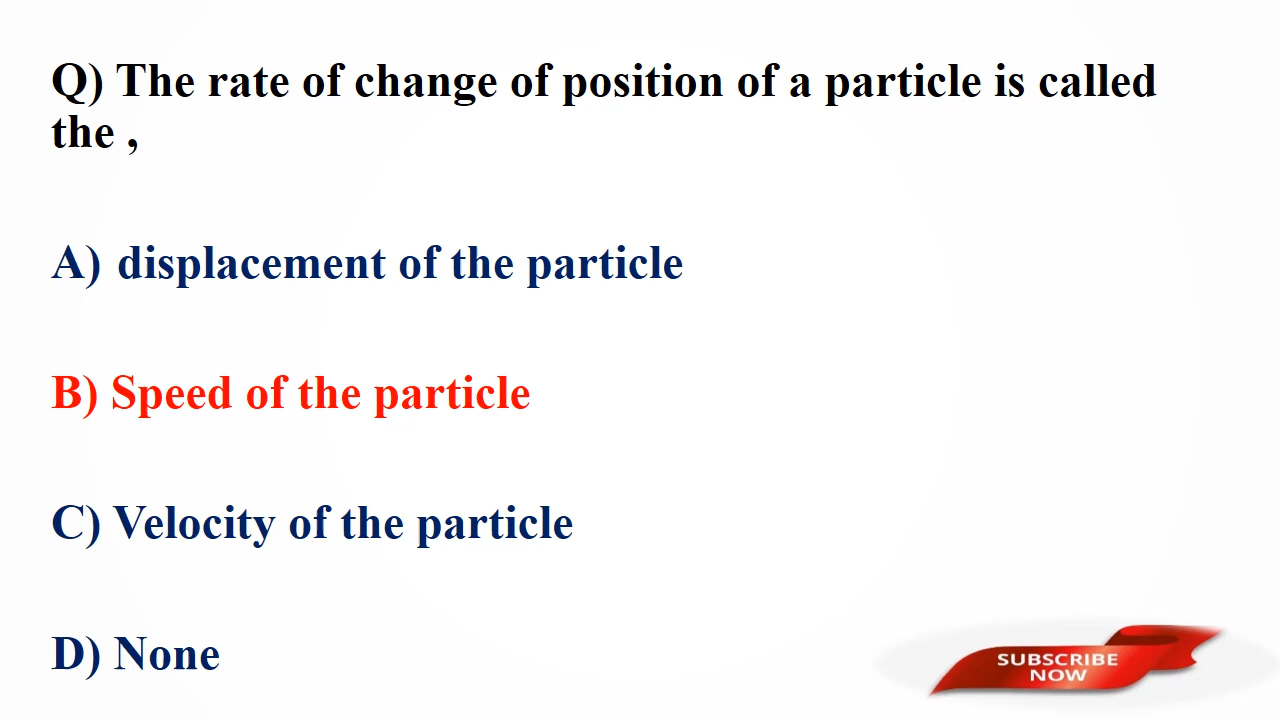 Q) The rate of change of position of a particle is called
the ,
A) displacement of the particle
B) Speed of the particle
C) Velocity of the particle
D) None
SUBSCRIBE
NOW